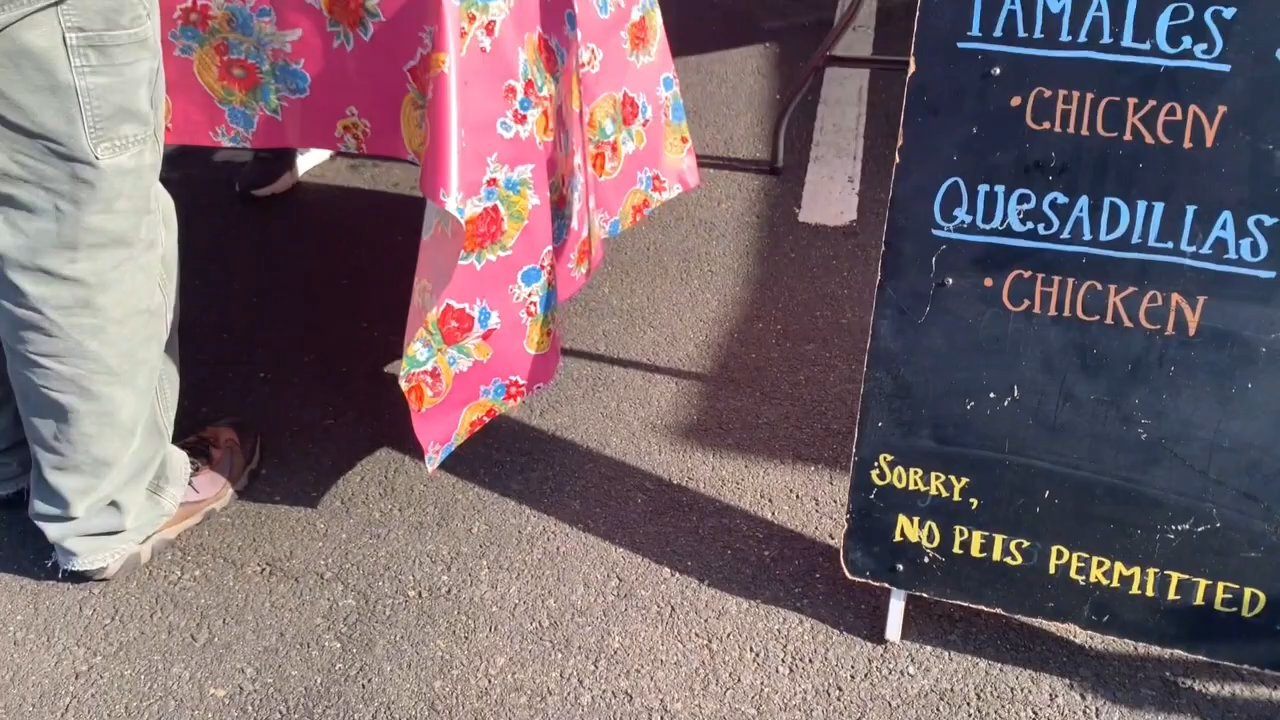 TAMALES
• CHICKEN
QUESADILLAS
• CHICKEN
SORRY,
NO PETS PERMITTED